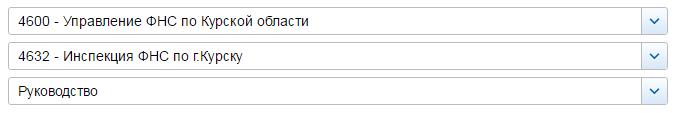 4600 - Управление ФНС по Курской области
4632 - Инспекция ФНС по г.Курску
Руководство